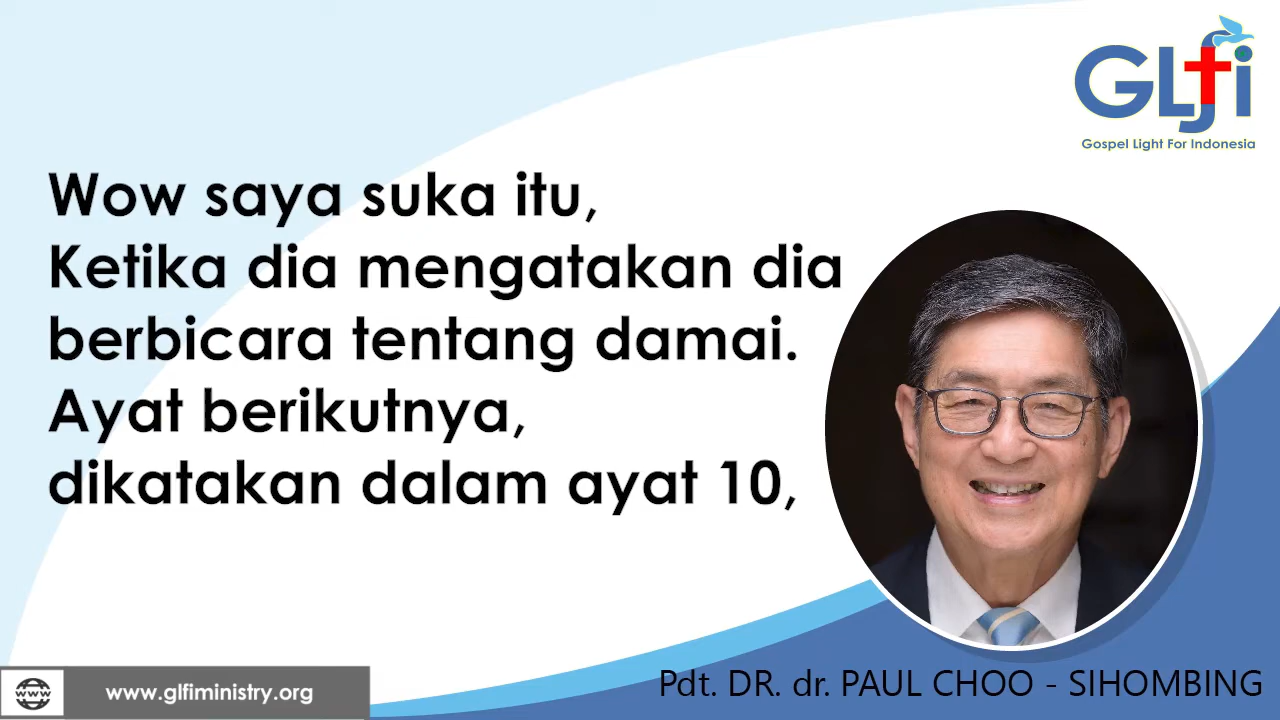 GLfi
Gospel Light For Indonesia
Wow saya suka itu,
Ketika dia mengatakan dia
berbicara tentang damai.
Ayat berikutnya,
dikatakan dalam ayat 10,
www
www.glfiministry.org
Pdt. DR. dr. PAUL CHOO - SIHOMBING